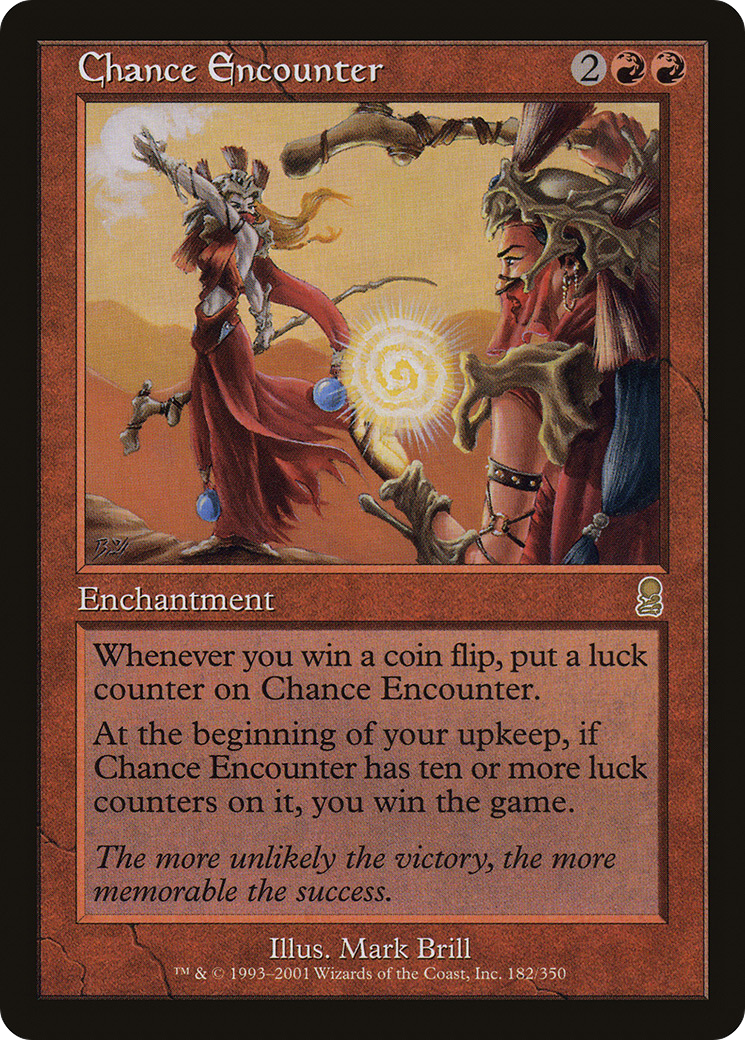 Chance Encounter 2
Enchantment
Whenever you win a coin flip, put a luck
counter on Chance Encounter.
At the beginning of your upkeep, if
Chance Encounter has ten or more luck
counters on it, you win the game.
The more unlikely the victory, the more
memorable the success.
Illus. Mark Brill
™ & © 1993–2001 Wizards of the Coast, Inc. 182/350